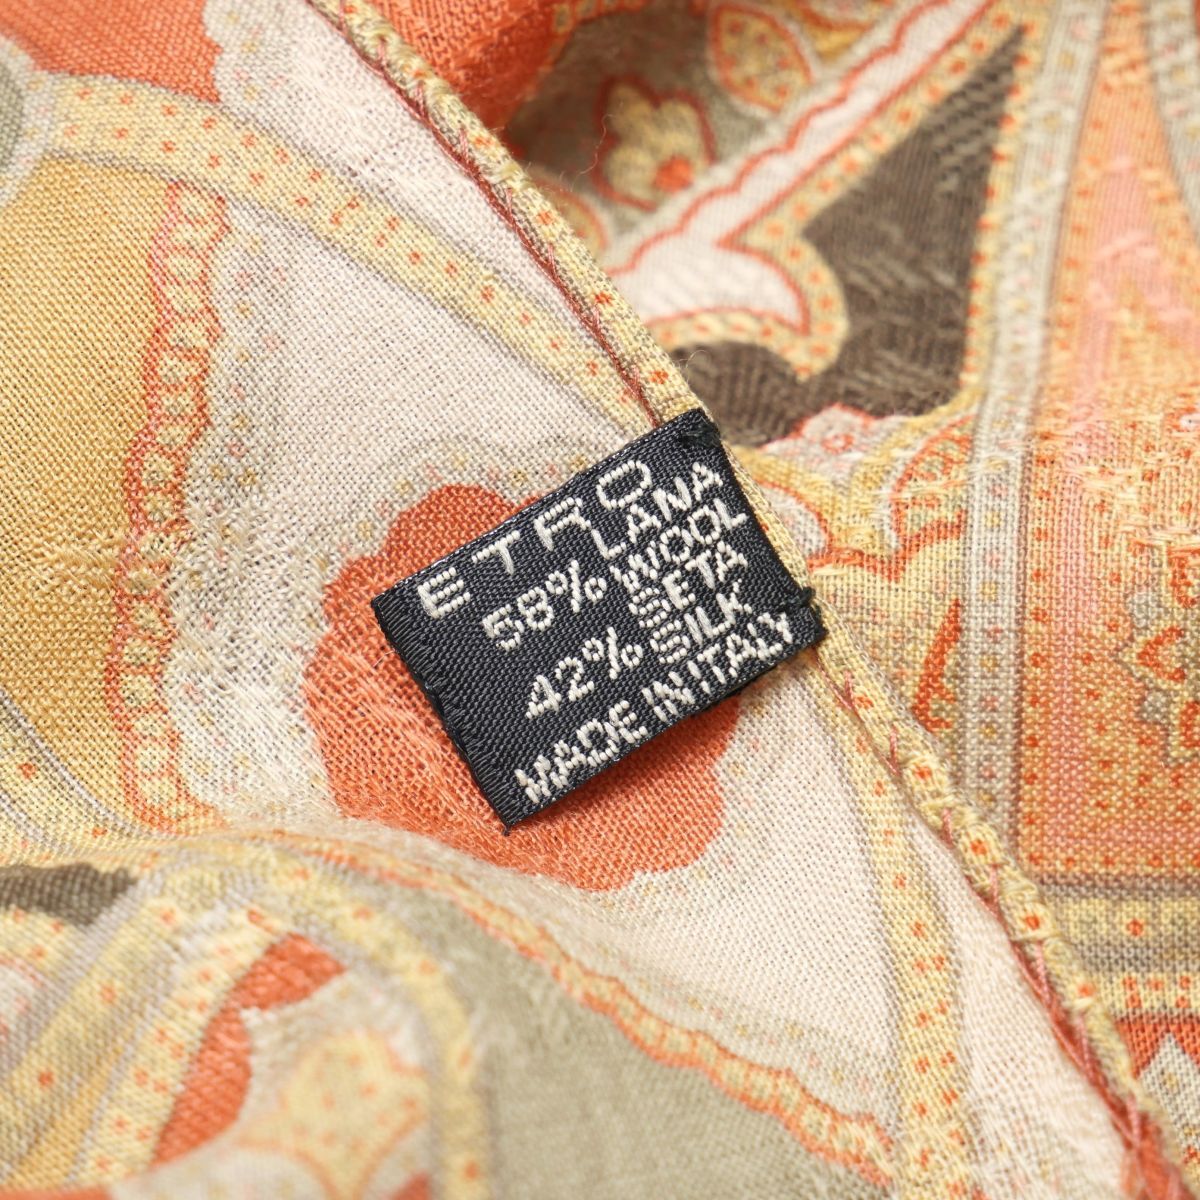 ETRO
58% LANA
WOOL
42% SETA
SILK
MADE IN ITALY